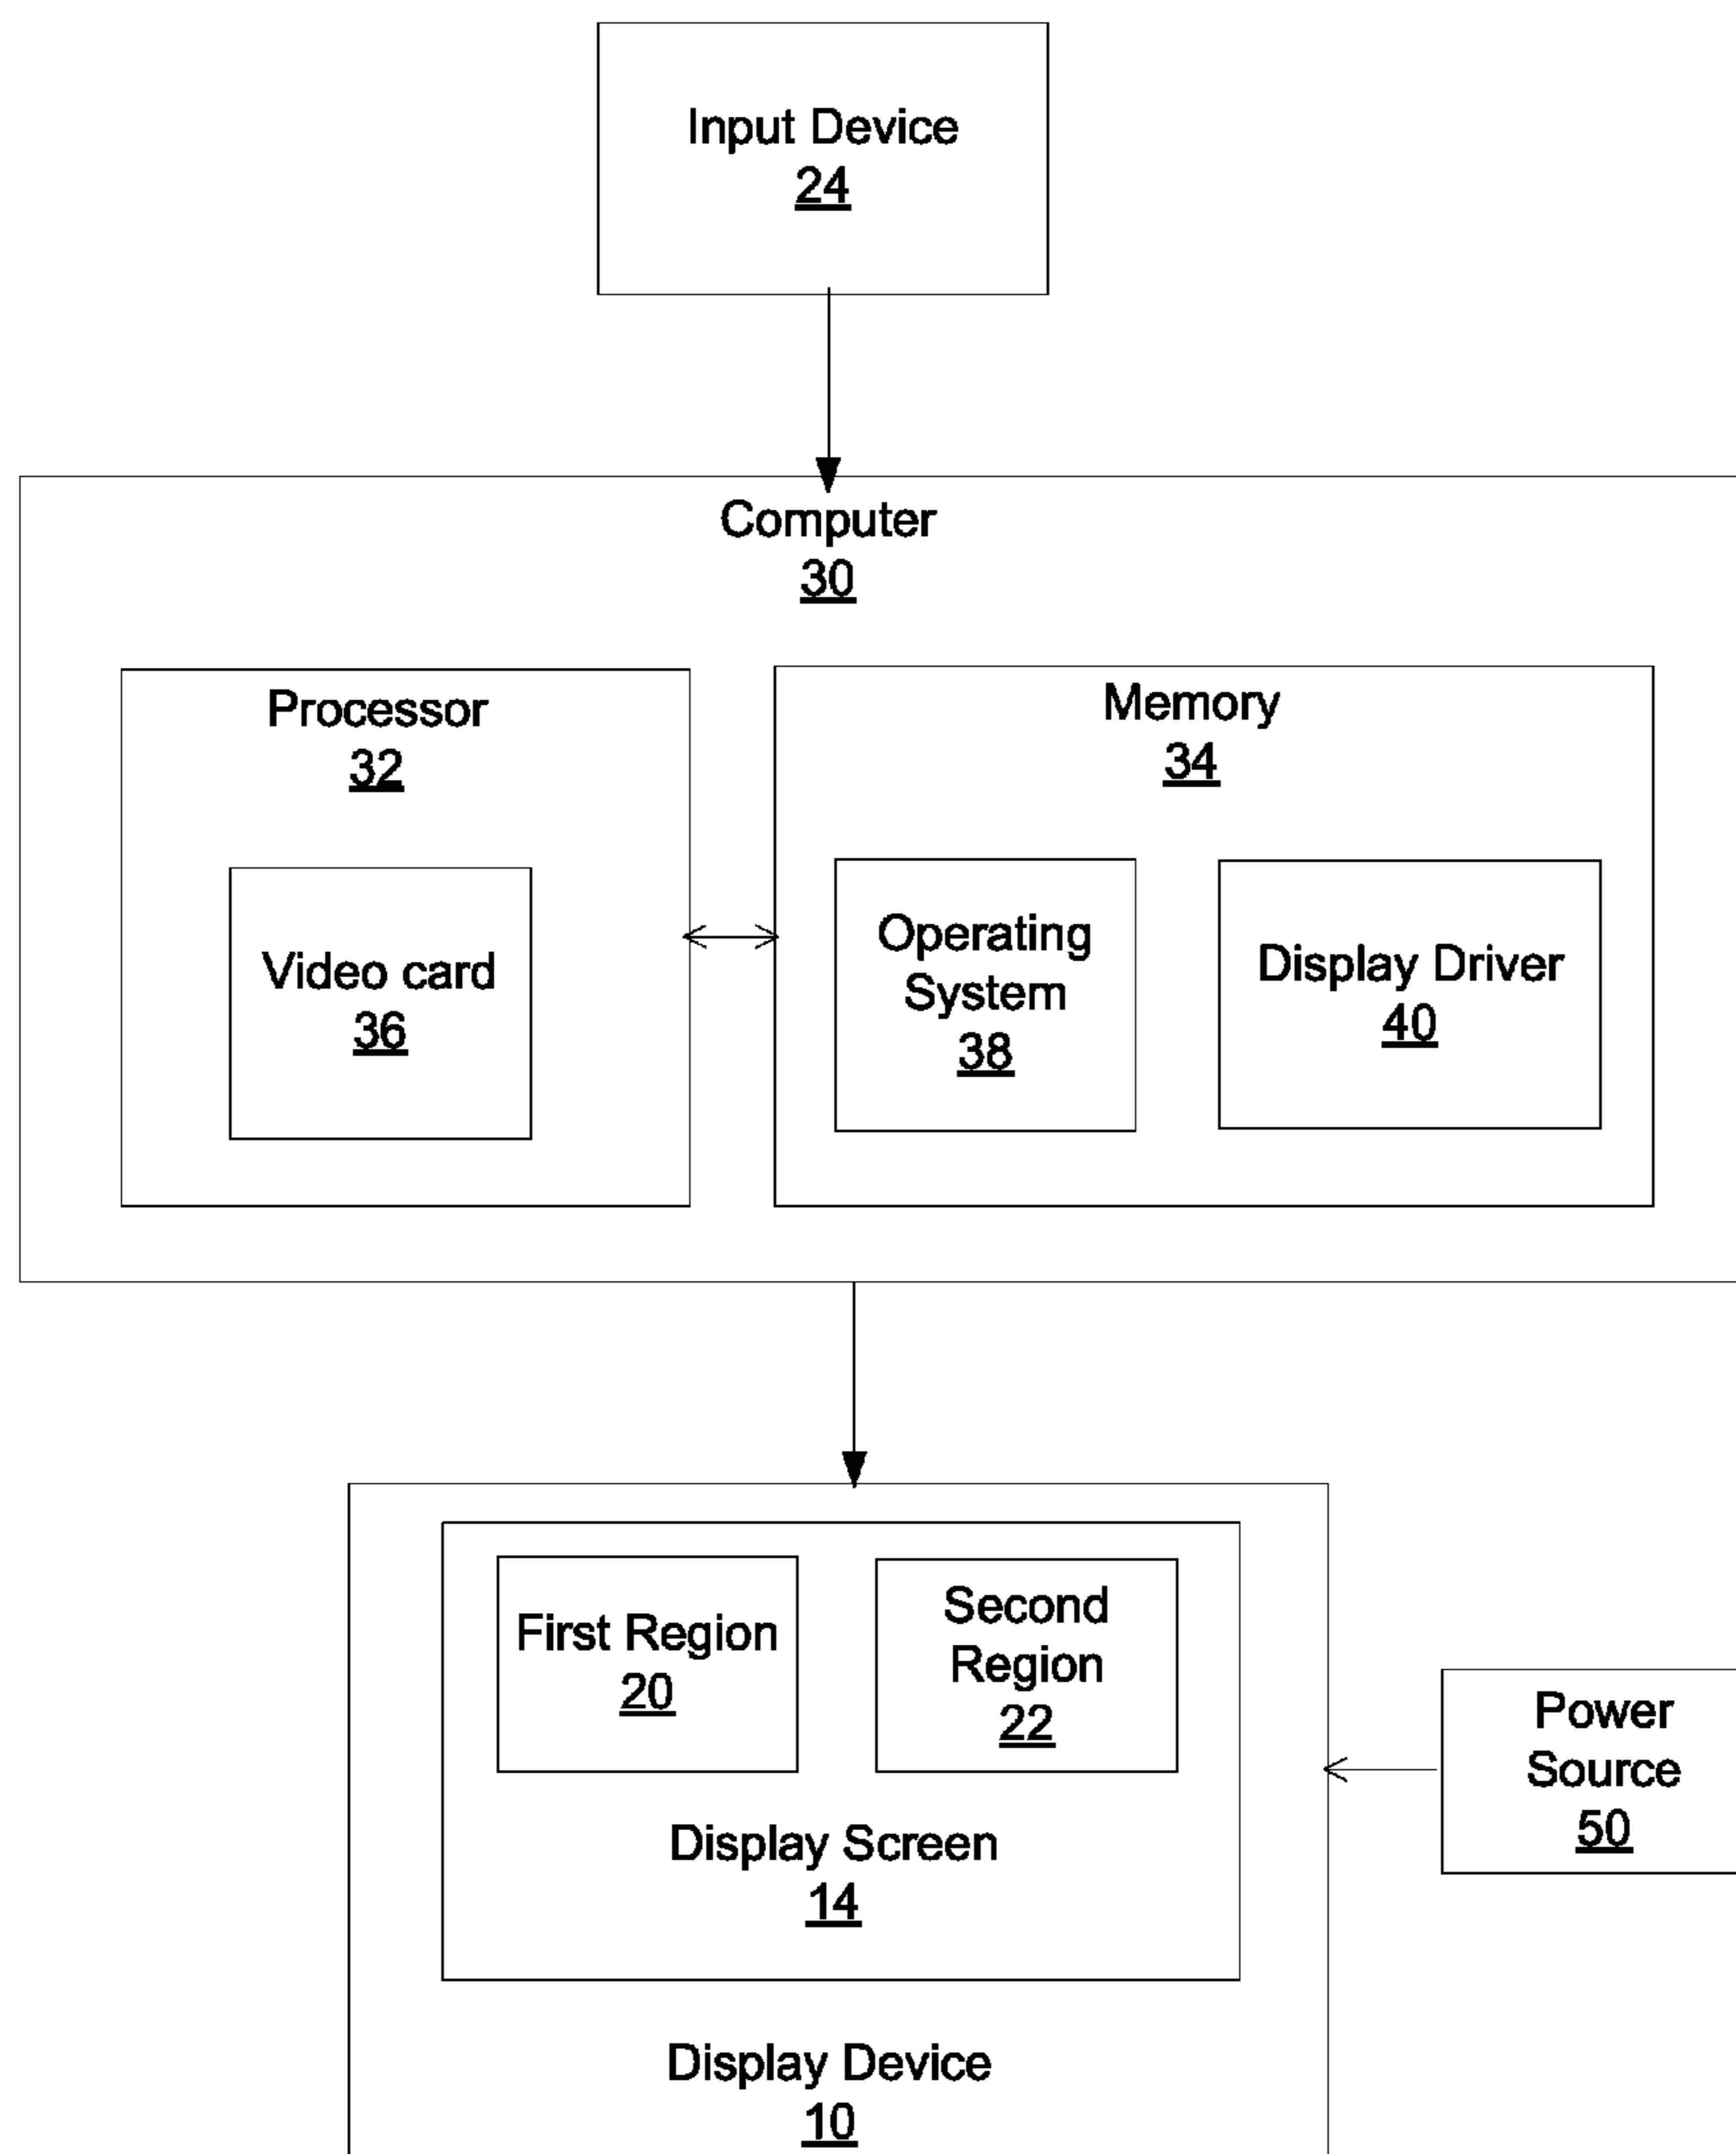 Input Device
24
Computer
30
Processor
32
Memory
34
Video card
36
Operating
System
38
Display Driver
40
First Region
20
Second
Region
22
Display Screen
14
Power
Source
50
Display Device
10